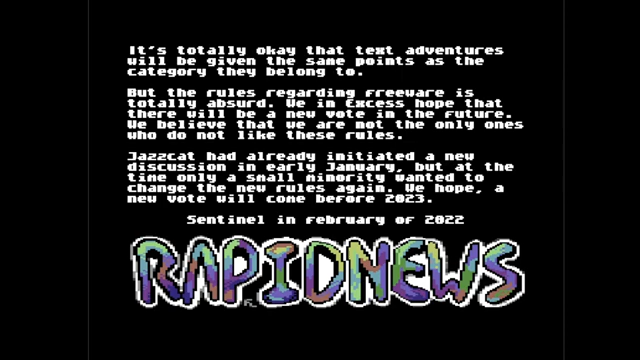 It's totally okay that text adventures
will be given the same points as the
category they belong to.
But the rules regarding freeware is
totally absurd. We in Excess hope that
there will be a new vote in the future.
We believe that we are not the only ones
who do not like these rules.
Jazzcat had already initiated a new
discussion in early January, but at the
time only a small minority wanted to
change the new rules again. We hope, a
new vote will come before 2023.
Sentinel in february of 2022
RAPIDNEWS